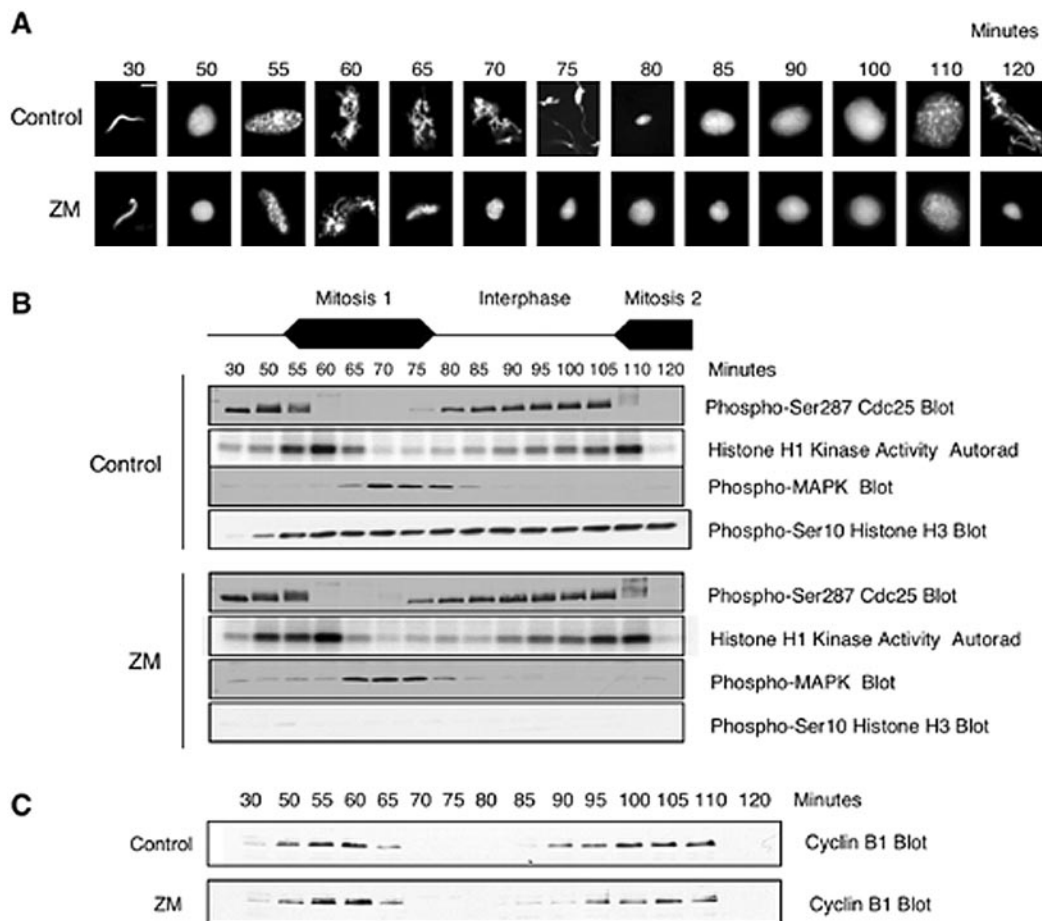 A
Minutes
30 50 55 60 65 70 75 80 85 90 100 110 120
Control
ZM
B
Mitosis 1 Interphase Mitosis 2
30 50 55 60 65 70 75 80 85 90 95 100 105 110 120 Minutes
Control
Phospho-Ser287 Cdc25 Blot
Histone H1 Kinase Activity Autorad
Phospho-MAPK Blot
Phospho-Ser10 Histone H3 Blot
ZM
Phospho-Ser287 Cdc25 Blot
Histone H1 Kinase Activity Autorad
Phospho-MAPK Blot
Phospho-Ser10 Histone H3 Blot
C
30 50 55 60 65 70 75 80 85 90 95 100 105 110 120 Minutes
Control Cyclin B1 Blot
ZM Cyclin B1 Blot